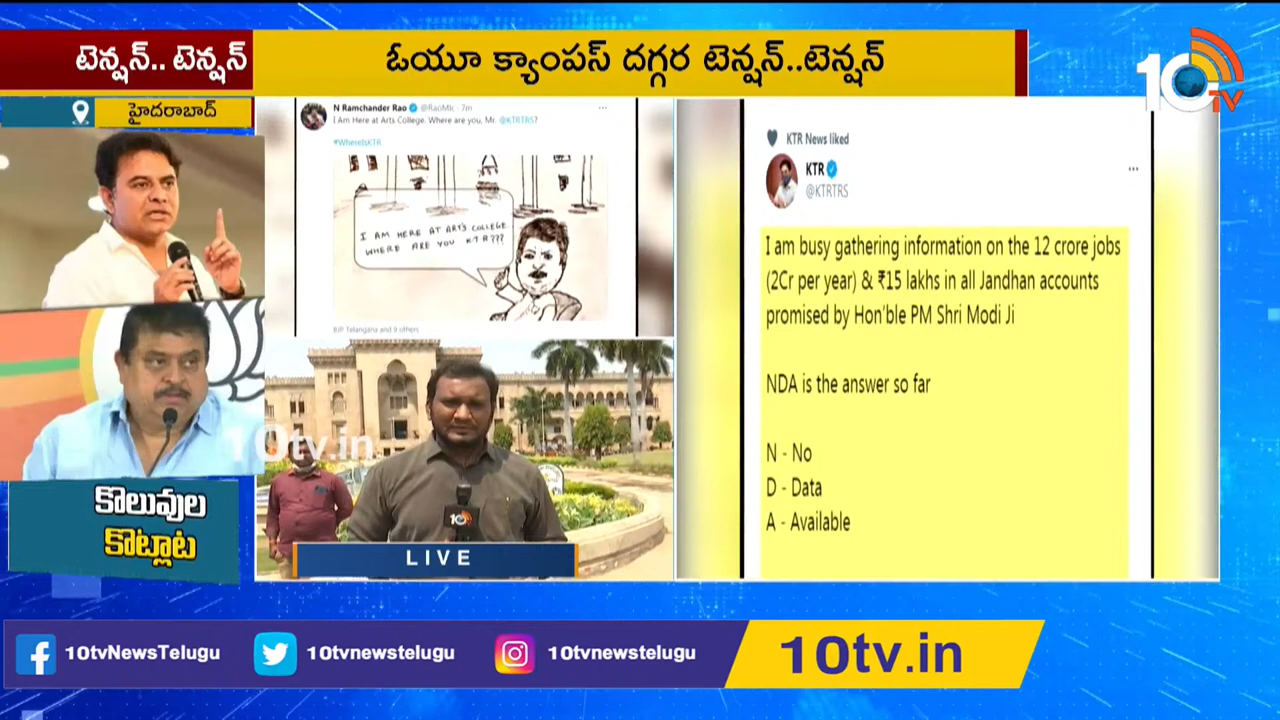 టెన్షన్.. టెన్షన్
ఓయూ క్యాంపస్ దగ్గర టెన్షన్..టెన్షన్
10TV
హైదరాబాద్
N Ramchander Rao @RaoMlc · 7m
I Am Here at Arts College. Where are you, Mr. @KTRTRS?
#WhereIsKTR
I AM HERE AT ART'S COLLEGE
WHERE ARE YOU KTR???
BJP Telangana and 9 others
KTR News liked
KTR
@KTRTRS
I am busy gathering information on the 12 crore jobs
(2Cr per year) & ₹15 lakhs in all Jandhan accounts
promised by Hon'ble PM Shri Modi Ji
NDA is the answer so far
N - No
D - Data
A - Available
10tv.in
కొలువుల
కొట్లాట
10
LIVE
10tvNewsTelugu
10tvnewstelugu
10tvnewstelugu
10tv.in